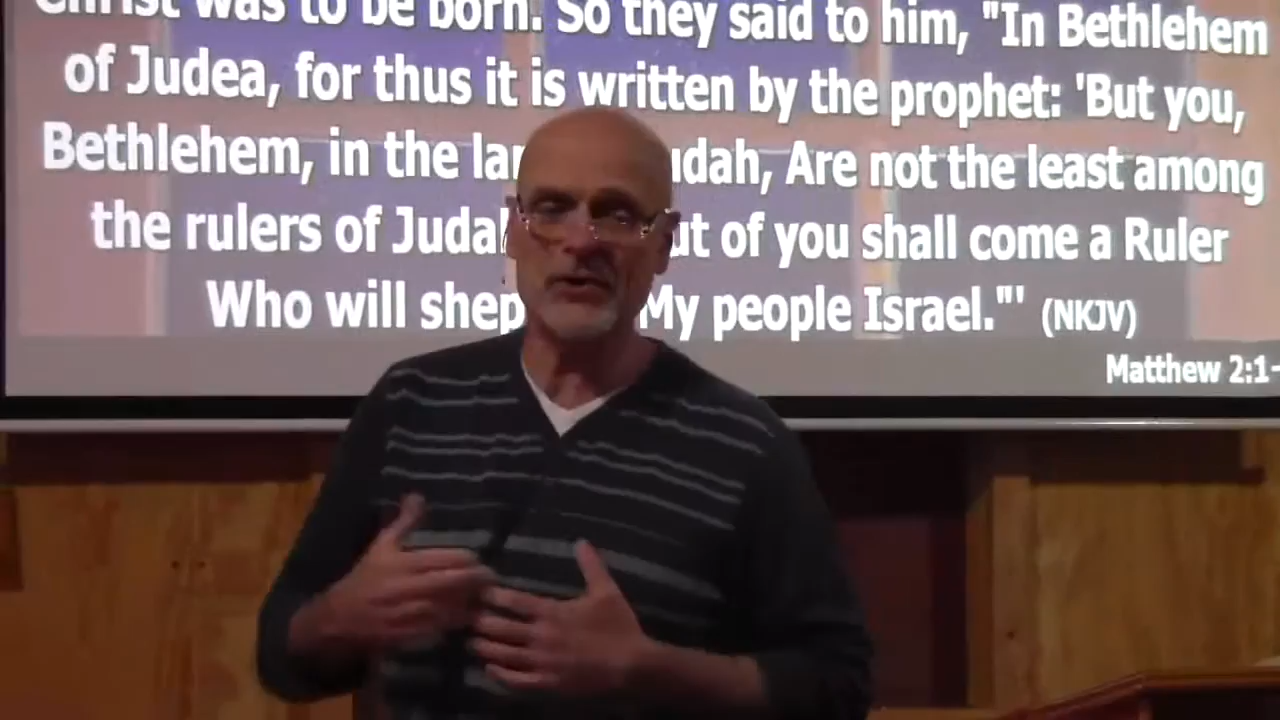 Christ was to be born. So they said to him, "In Bethlehem
of Judea, for thus it is written by the prophet: 'But you,
Bethlehem, in the lan udah, Are not the least among
the rulers of Judah ut of you shall come a Ruler
Who will shep My people Israel."' (NKJV)
Matthew 2:1-